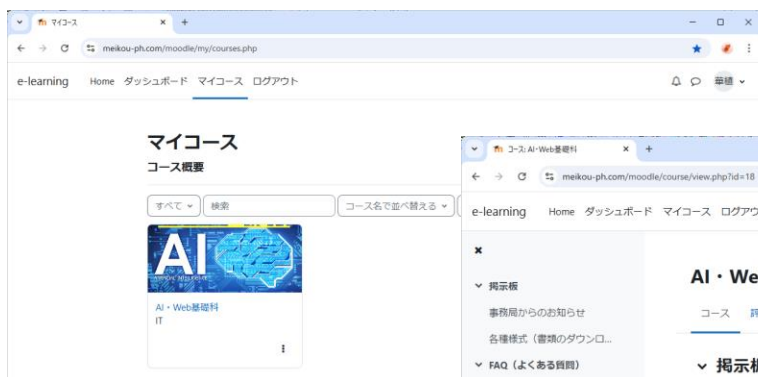 マイコース
meikou-ph.com/moodle/my/courses.php
e-learning Home ダッシュボード マイコース ログアウト
マイコース
コース概要
すべて 検索 コース名で並べ替える
AI
AI・Web基礎科
IT
コース: AI・Web基礎科
meikou-ph.com/moodle/course/view.php?id=18
e-learning Home ダッシュボード マイコース ログアウ
掲示板
事務局からのお知らせ
各種様式（書類のダウンロ...
FAQ（よくある質問）
AI・We
コース
掲示板